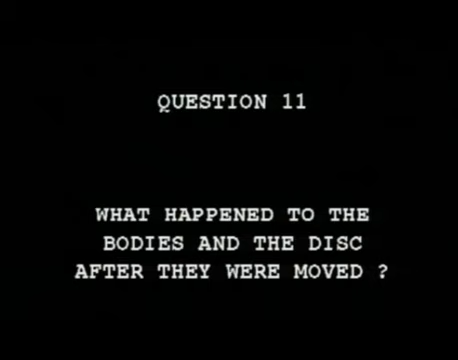 QUESTION 11
WHAT HAPPENED TO THE
BODIES AND THE DISC
AFTER THEY WERE MOVED ?